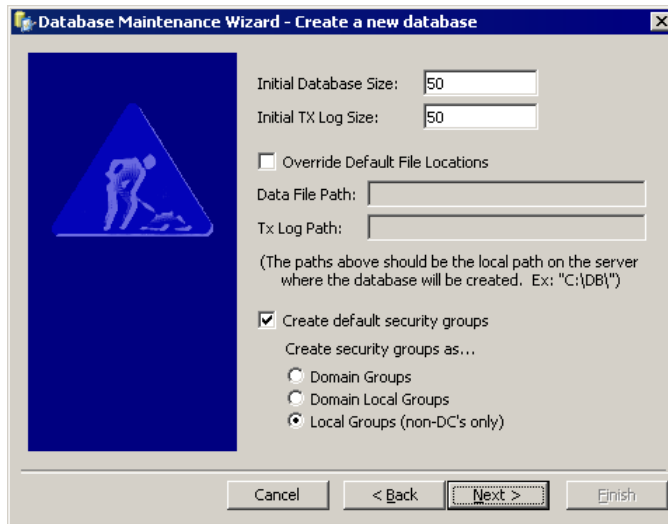 Database Maintenance Wizard - Create a new database
Initial Database Size: 50
Initial TX Log Size: 50
Override Default File Locations
Data File Path:
Tx Log Path:
(The paths above should be the local path on the server
where the database will be created. Ex: "C:\DB\")
Create default security groups
Create security groups as...
Domain Groups
Domain Local Groups
Local Groups (non-DC's only)
Cancel < Back Next > Finish